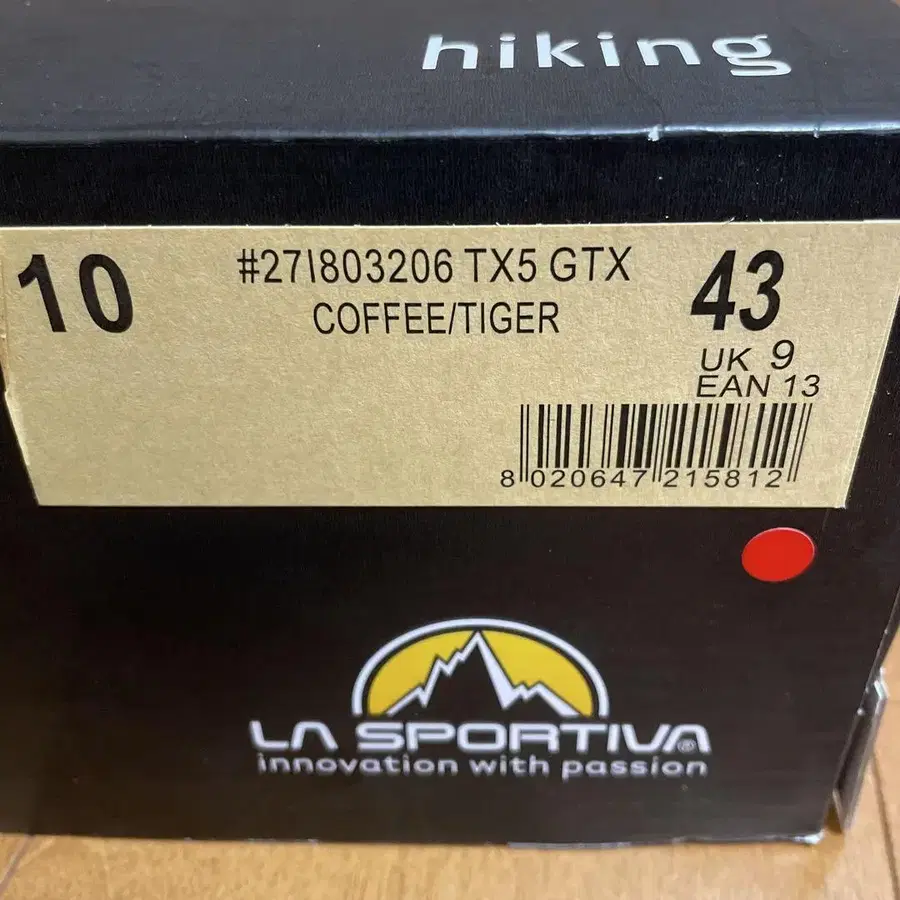 hiking
10
#27I803206 TX5 GTX
COFFEE/TIGER
43
UK 9
EAN 13
8 020647 215812
LA SPORTIVA®
innovation with passion